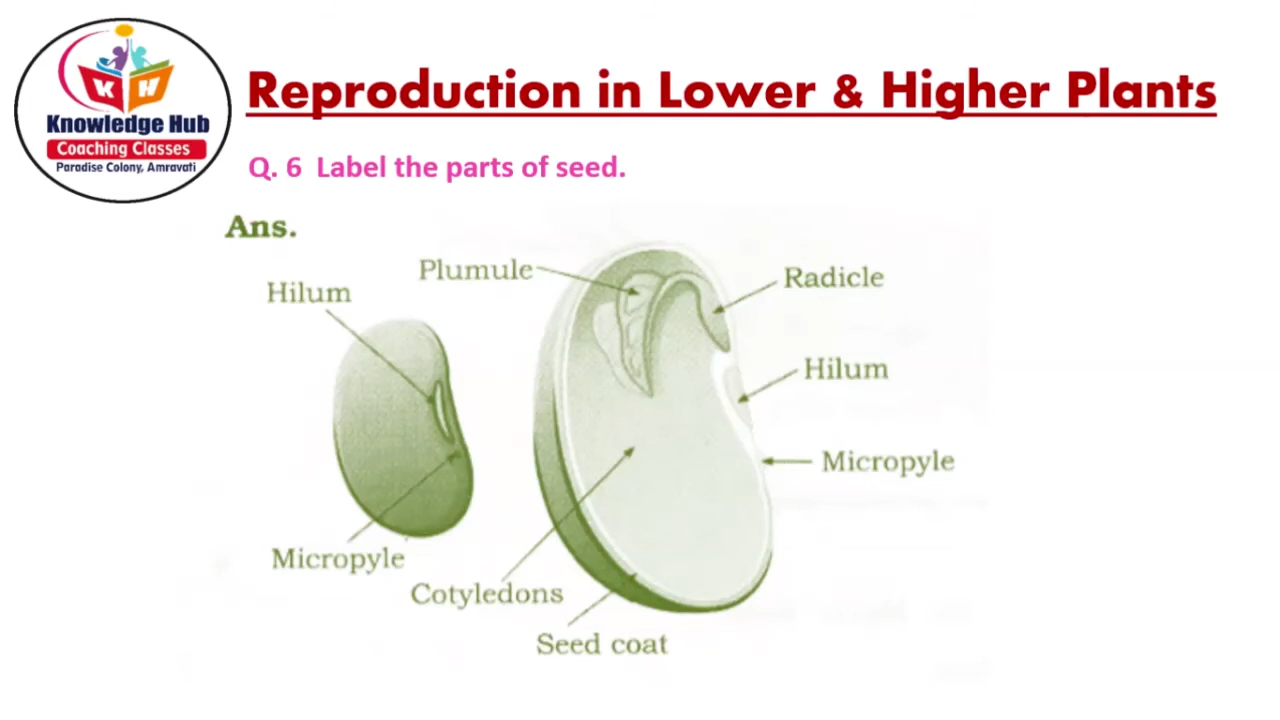 K H
Knowledge Hub
Coaching Classes
Paradise Colony, Amravati
Reproduction in Lower & Higher Plants
Q. 6 Label the parts of seed.
Ans.
Plumule
Radicle
Hilum
Hilum
Micropyle
Micropyle
Cotyledons
Seed coat